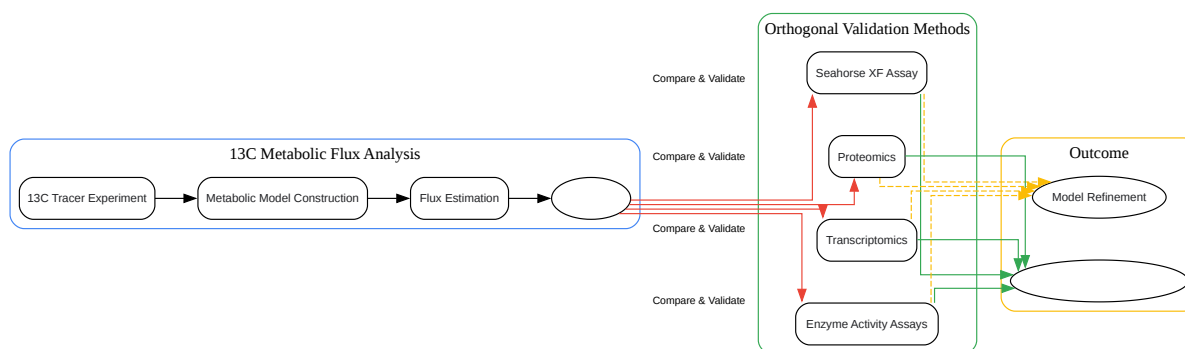 13C Metabolic Flux Analysis
13C Tracer Experiment
Metabolic Model Construction
Flux Estimation
Compare & Validate
Compare & Validate
Compare & Validate
Compare & Validate
Orthogonal Validation Methods
Seahorse XF Assay
Proteomics
Transcriptomics
Enzyme Activity Assays
Outcome
Model Refinement